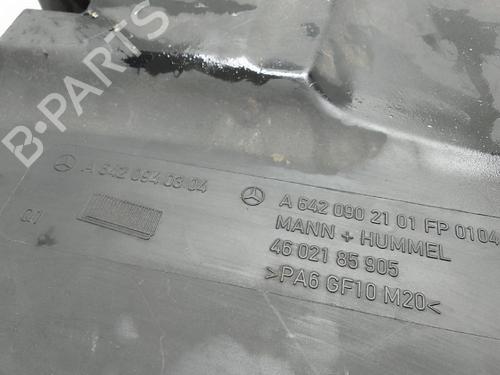 B-PARTS
A 642 094 03 04
A 642 090 21 01 FP 0104
MANN + HUMMEL
46 021 85 905
>PA6 GF10 M20<